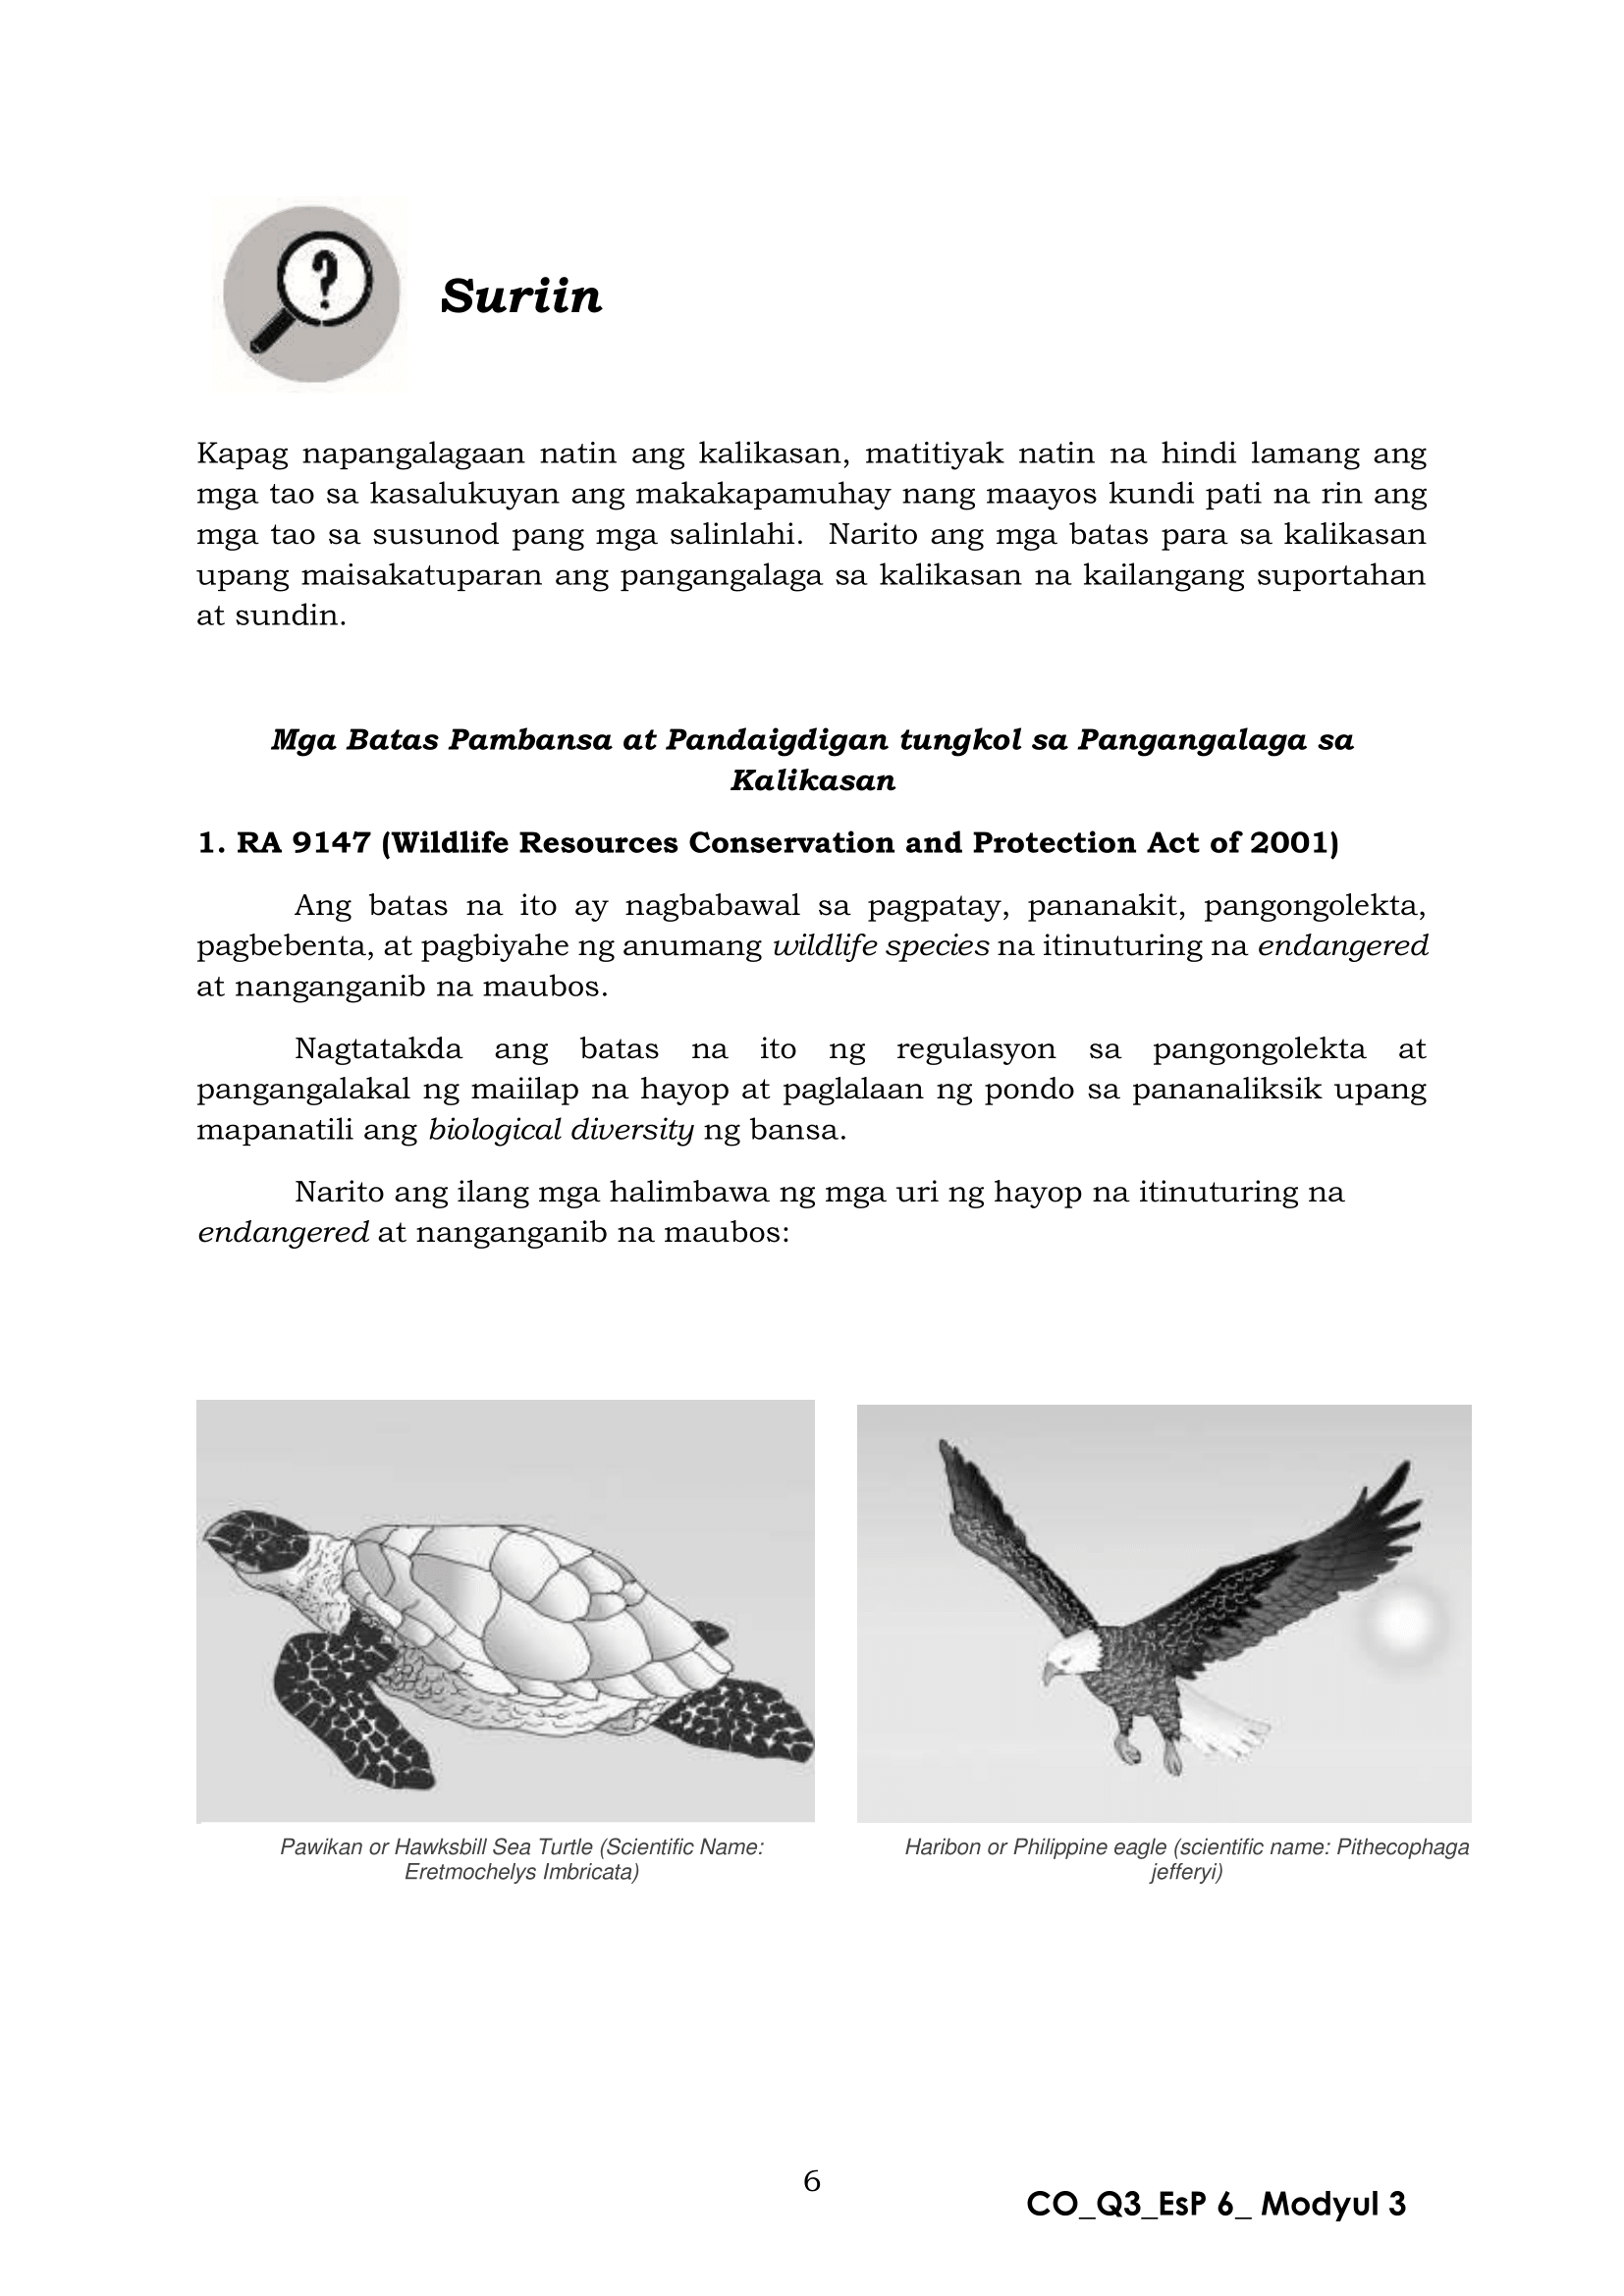 Suriin
Kapag napangalagaan natin ang kalikasan, matitiyak natin na hindi lamang ang
mga tao sa kasalukuyan ang makakapamuhay nang maayos kundi pati na rin ang
mga tao sa susunod pang mga salinlahi.  Narito ang mga batas para sa kalikasan
upang maisakatuparan ang pangangalaga sa kalikasan na kailangang suportahan
at sundin.
Mga Batas Pambansa at Pandaigdigan tungkol sa Pangangalaga sa
Kalikasan
1. RA 9147 (Wildlife Resources Conservation and Protection Act of 2001)
Ang batas na ito ay nagbabawal sa pagpatay, pananakit, pangongolekta,
pagbebenta, at pagbiyahe ng anumang wildlife species na itinuturing na endangered
at nanganganib na maubos.
Nagtatakda ang batas na ito ng regulasyon sa pangongolekta at
pangangalakal ng maiilap na hayop at paglalaan ng pondo sa pananaliksik upang
mapanatili ang biological diversity ng bansa.
Narito ang ilang mga halimbawa ng mga uri ng hayop na itinuturing na
endangered at nanganganib na maubos:
Pawikan or Hawksbill Sea Turtle (Scientific Name:
Eretmochelys Imbricata)
Haribon or Philippine eagle (scientific name: Pithecophaga
jefferyi)
6
CO_Q3_EsP 6_ Modyul 3